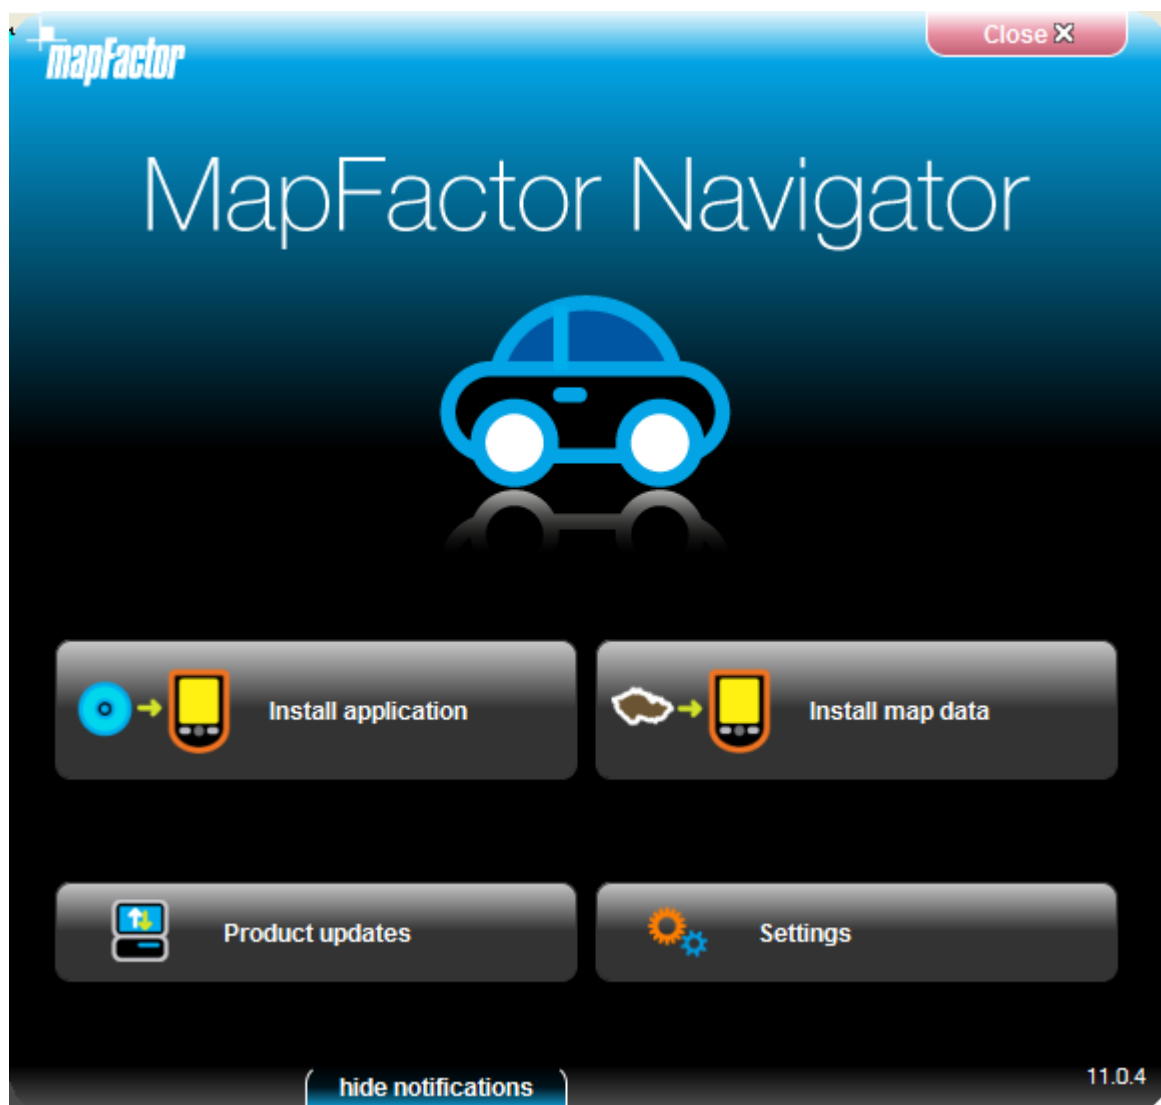 mapFactor
Close X
MapFactor Navigator
Install application
Install map data
Product updates
Settings
hide notifications
11.0.4